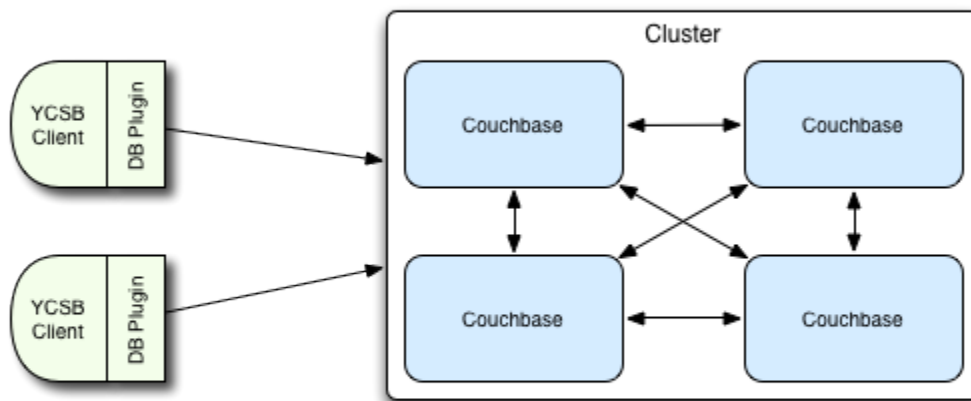 Cluster
YCSB
Client
DB Plugin
Couchbase
Couchbase
YCSB
Client
DB Plugin
Couchbase
Couchbase